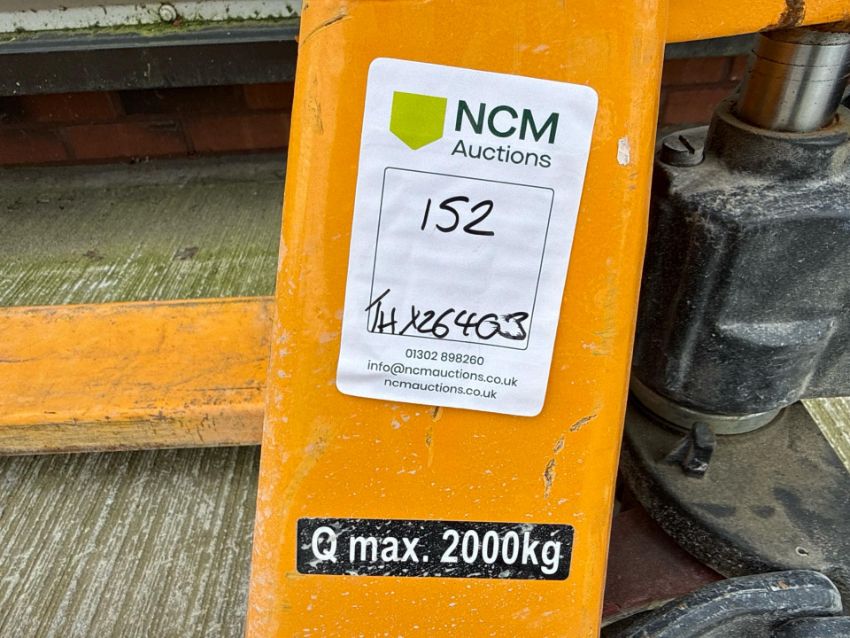 NCM
Auctions
152
THX26403
01302 898260
info@ncmauctions.co.uk
ncmauctions.co.uk
Q max. 2000kg